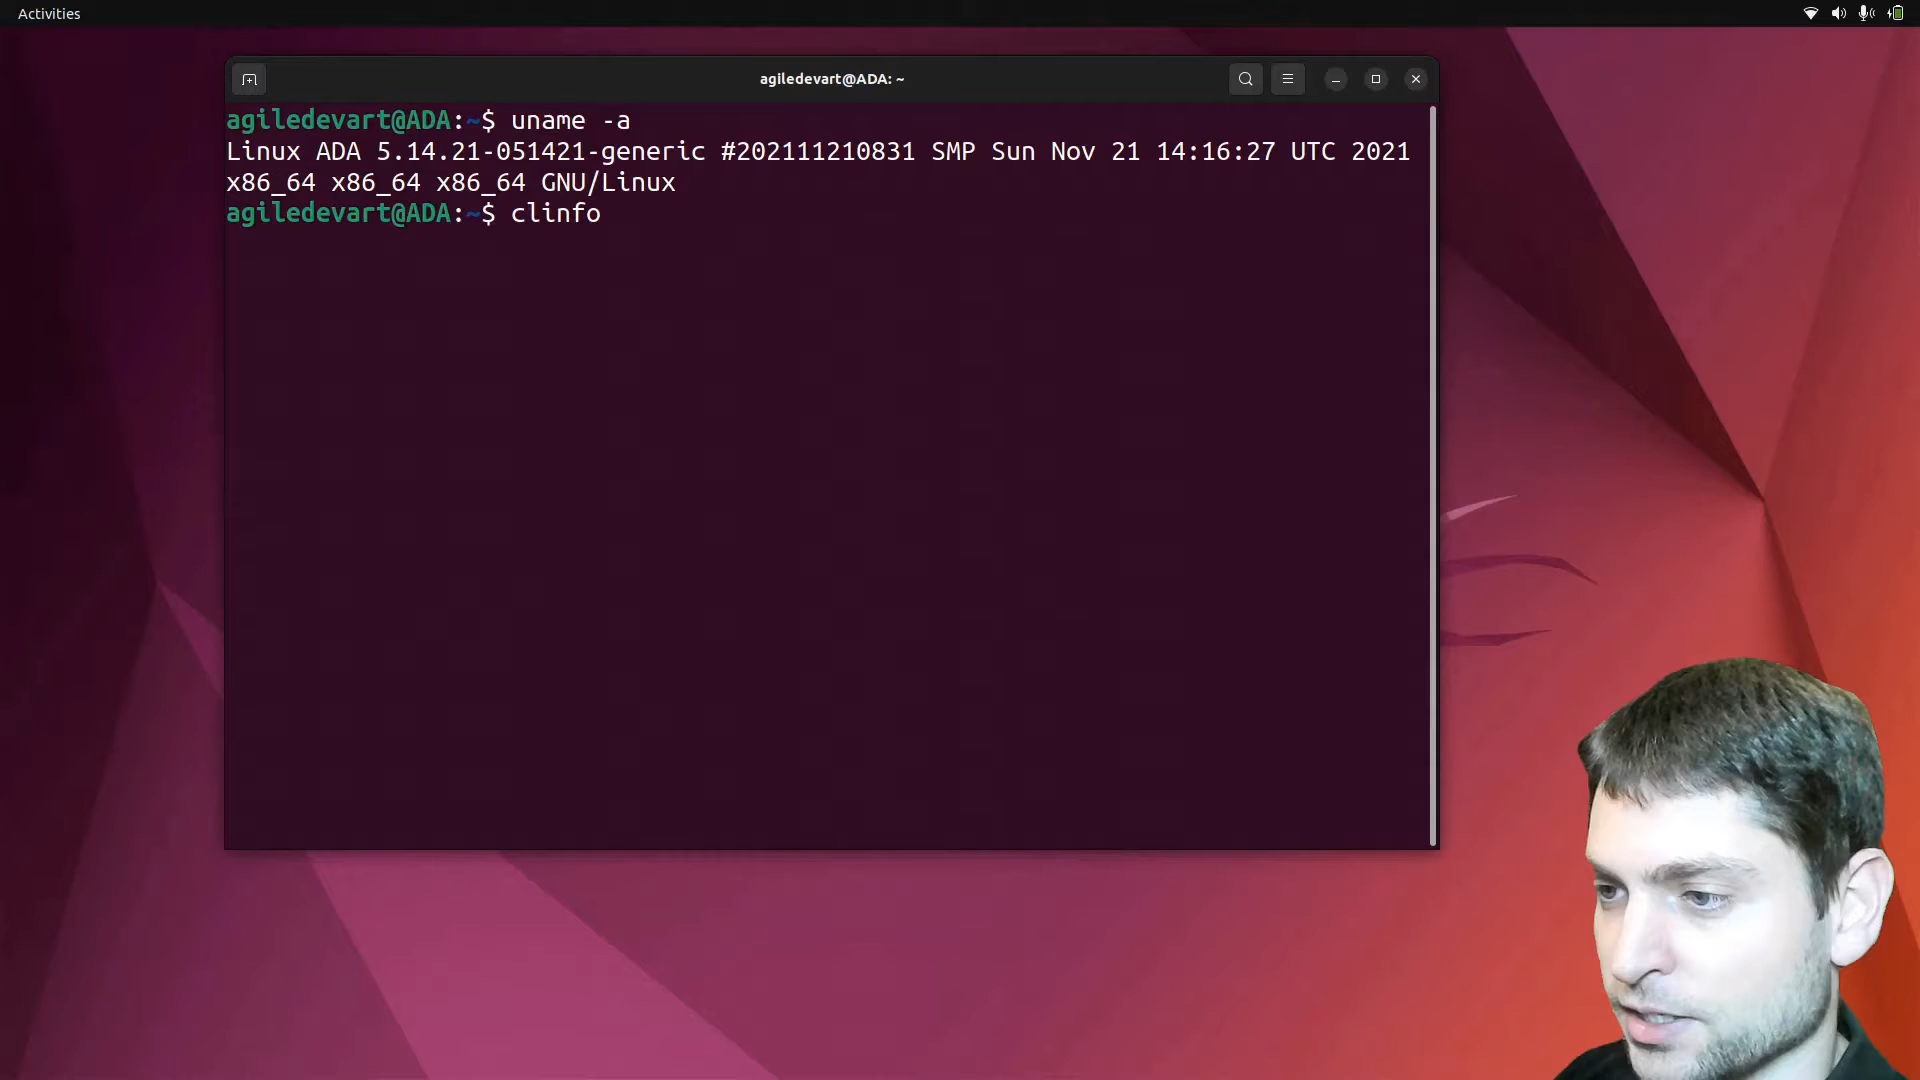 Activities
agiledevart@ADA: ~
agiledevart@ADA:~$ uname -a
Linux ADA 5.14.21-051421-generic #202111210831 SMP Sun Nov 21 14:16:27 UTC 2021
x86_64 x86_64 x86_64 GNU/Linux
agiledevart@ADA:~$ clinfo